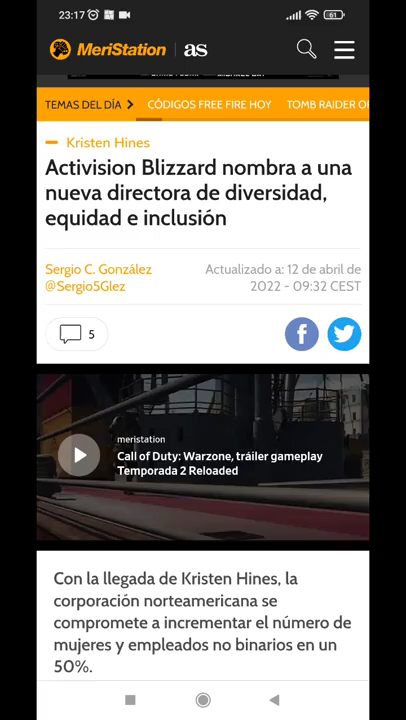 23:17
61
MeriStation as
TEMAS DEL DÍA CÓDIGOS FREE FIRE HOY TOMB RAIDER
Kristen Hines
Activision Blizzard nombra a una
nueva directora de diversidad,
equidad e inclusión
Sergio C. González
@Sergio5Glez
Actualizado a: 12 de abril de
2022 - 09:32 CEST
5
meristation
Call of Duty: Warzone, tráiler gameplay
Temporada 2 Reloaded
Con la llegada de Kristen Hines, la
corporación norteamericana se
compromete a incrementar el número de
mujeres y empleados no binarios en un
50%.